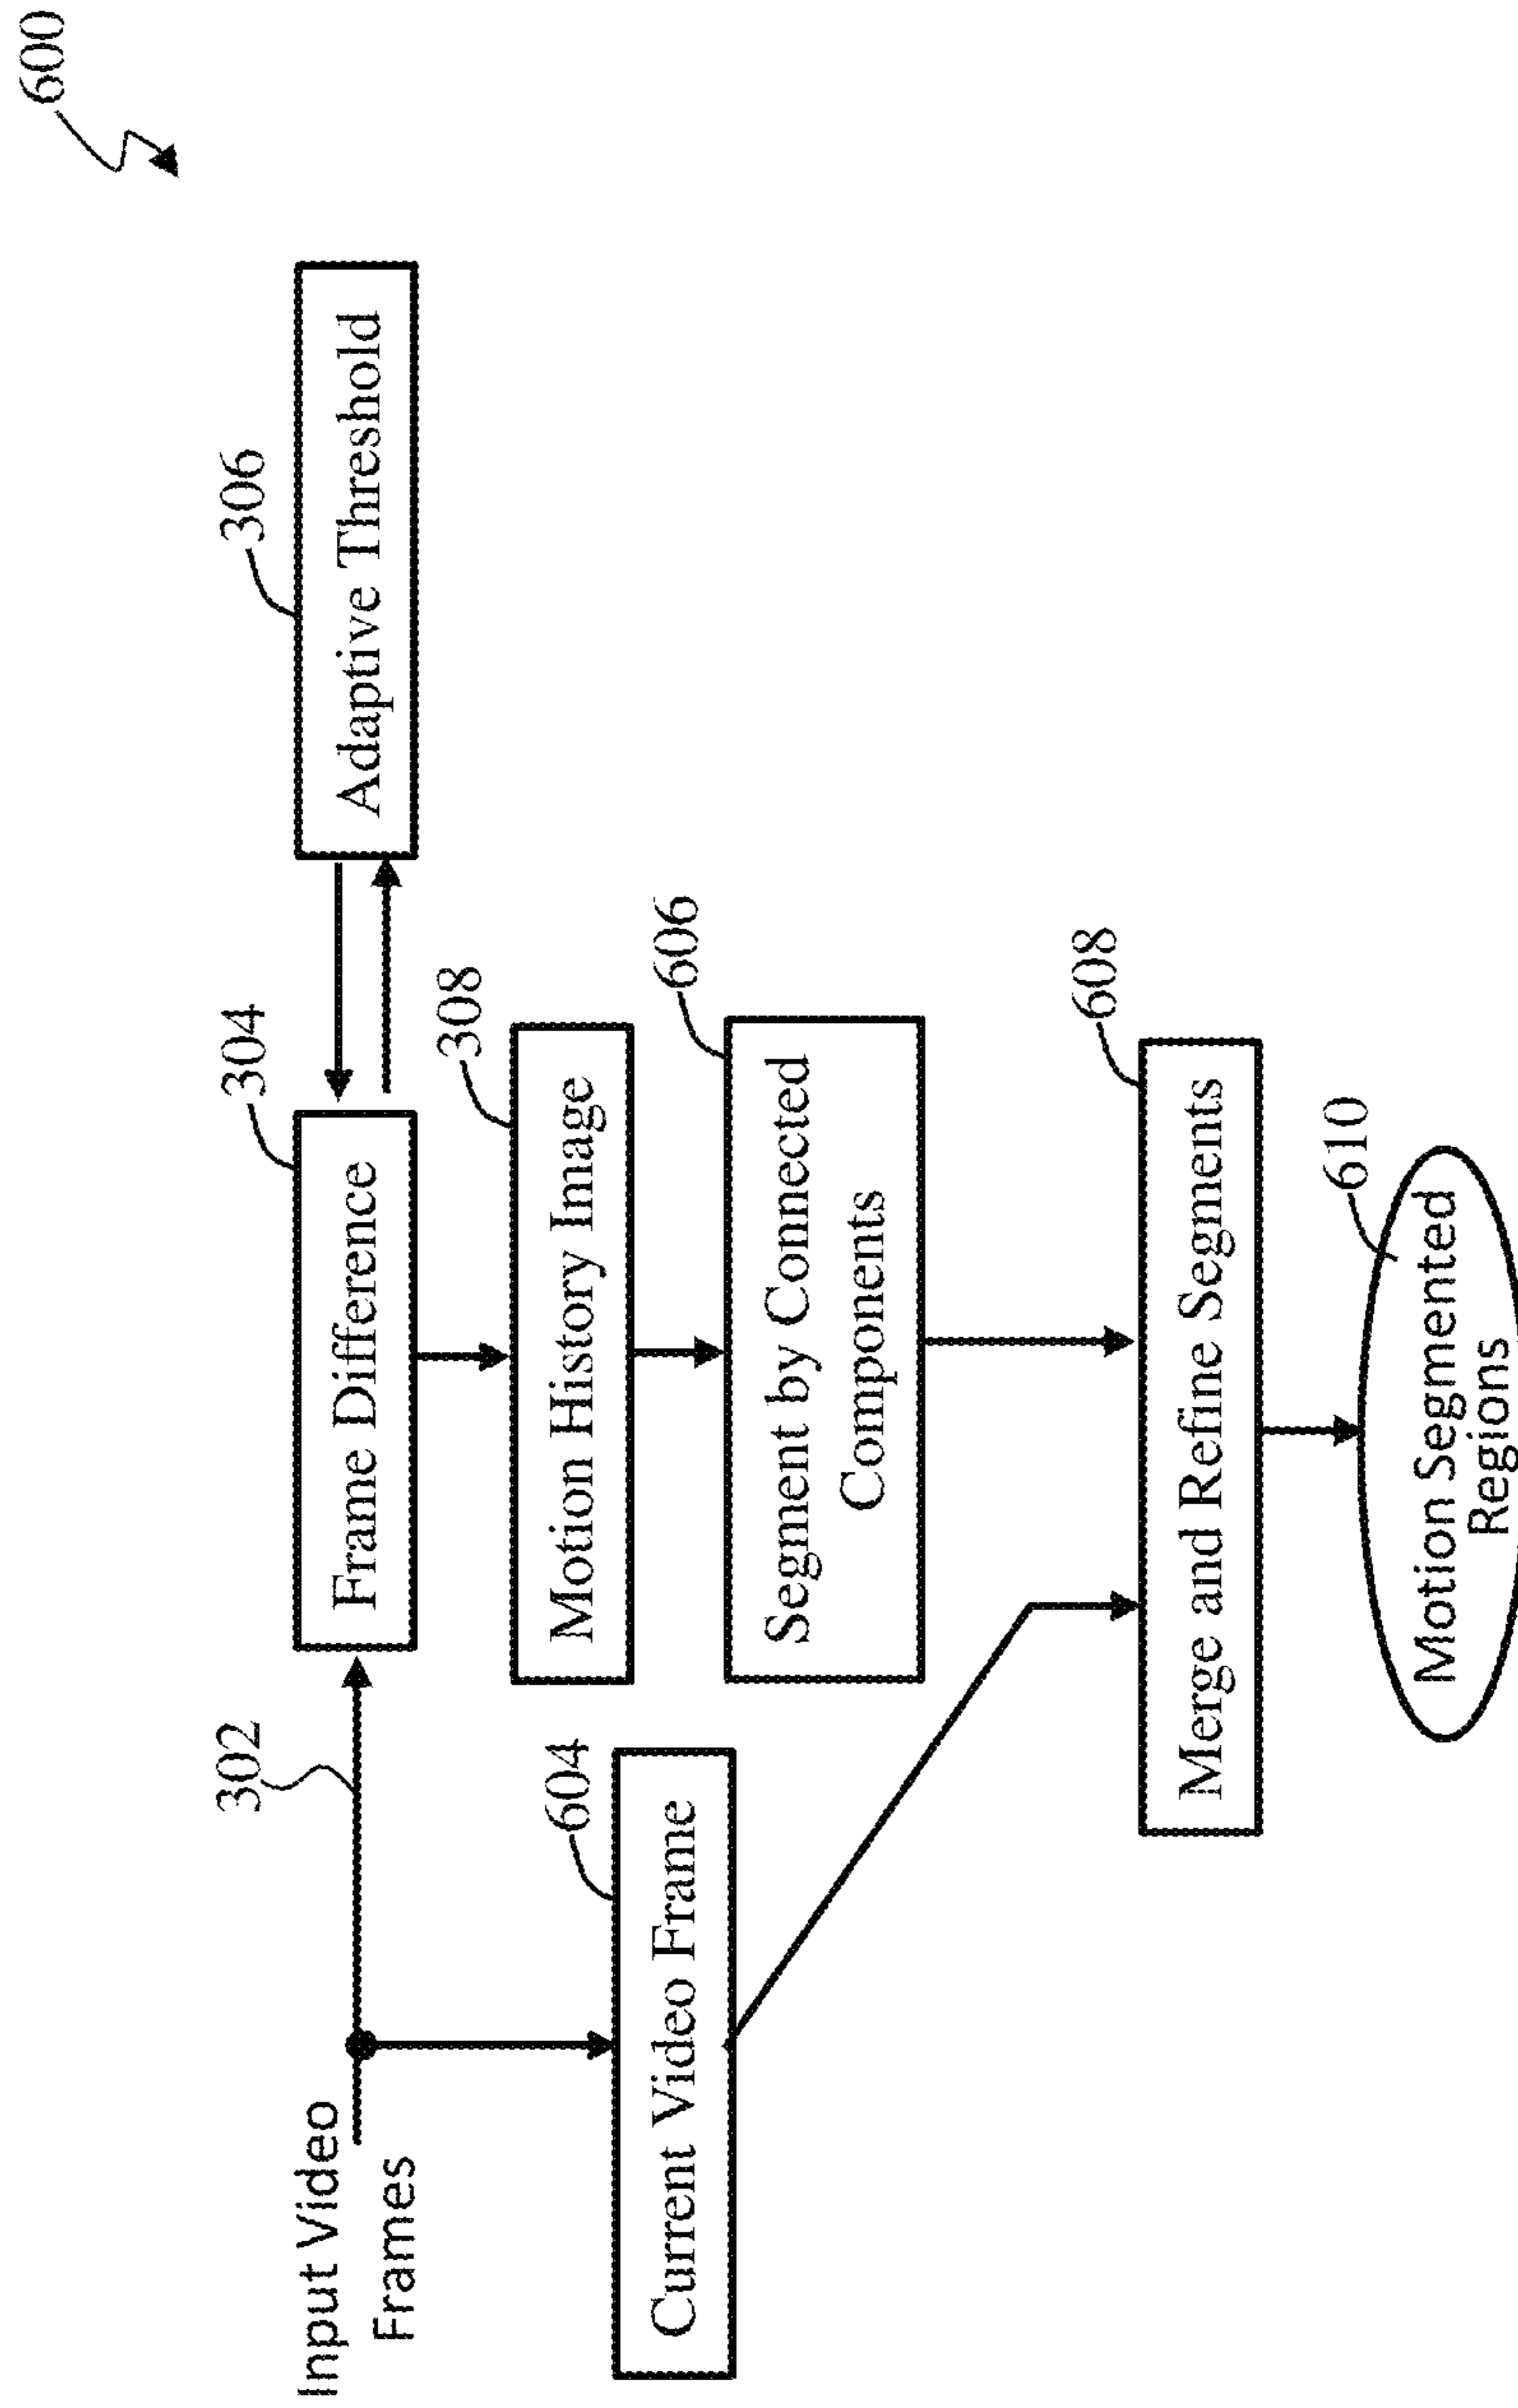 600
306
Adaptive Threshold
304
Frame Difference
302
Input Video
Frames
308
Motion History Image
604
Current Video Frame
606
Segment by Connected
Components
608
Merge and Refine Segments
610
Motion Segmented
Regions